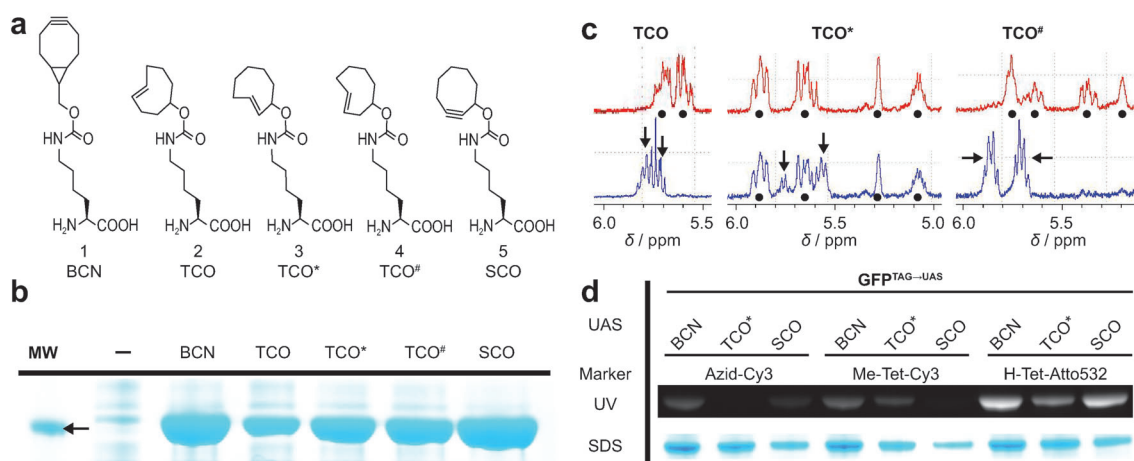 a
O
N
H
O
H₂N
COOH
1
BCN
O
HN
O
H₂N
COOH
2
TCO
O
HN
O
H₂N
COOH
3
TCO*
O
HN
O
H₂N
COOH
4
TCO#
O
HN
O
H₂N
COOH
5
SCO
b
MW
–
BCN
TCO
TCO*
TCO#
SCO
c
TCO
TCO*
TCO#
6.0 5.5
6.0 5.5 5.0
6.0 5.5
δ / ppm
δ / ppm
δ / ppm
d
GFPTAG→UAS
UAS
BCN TCO* SCO BCN TCO* SCO BCN TCO* SCO
Marker Azid-Cy3 Me-Tet-Cy3 H-Tet-Atto532
UV
SDS